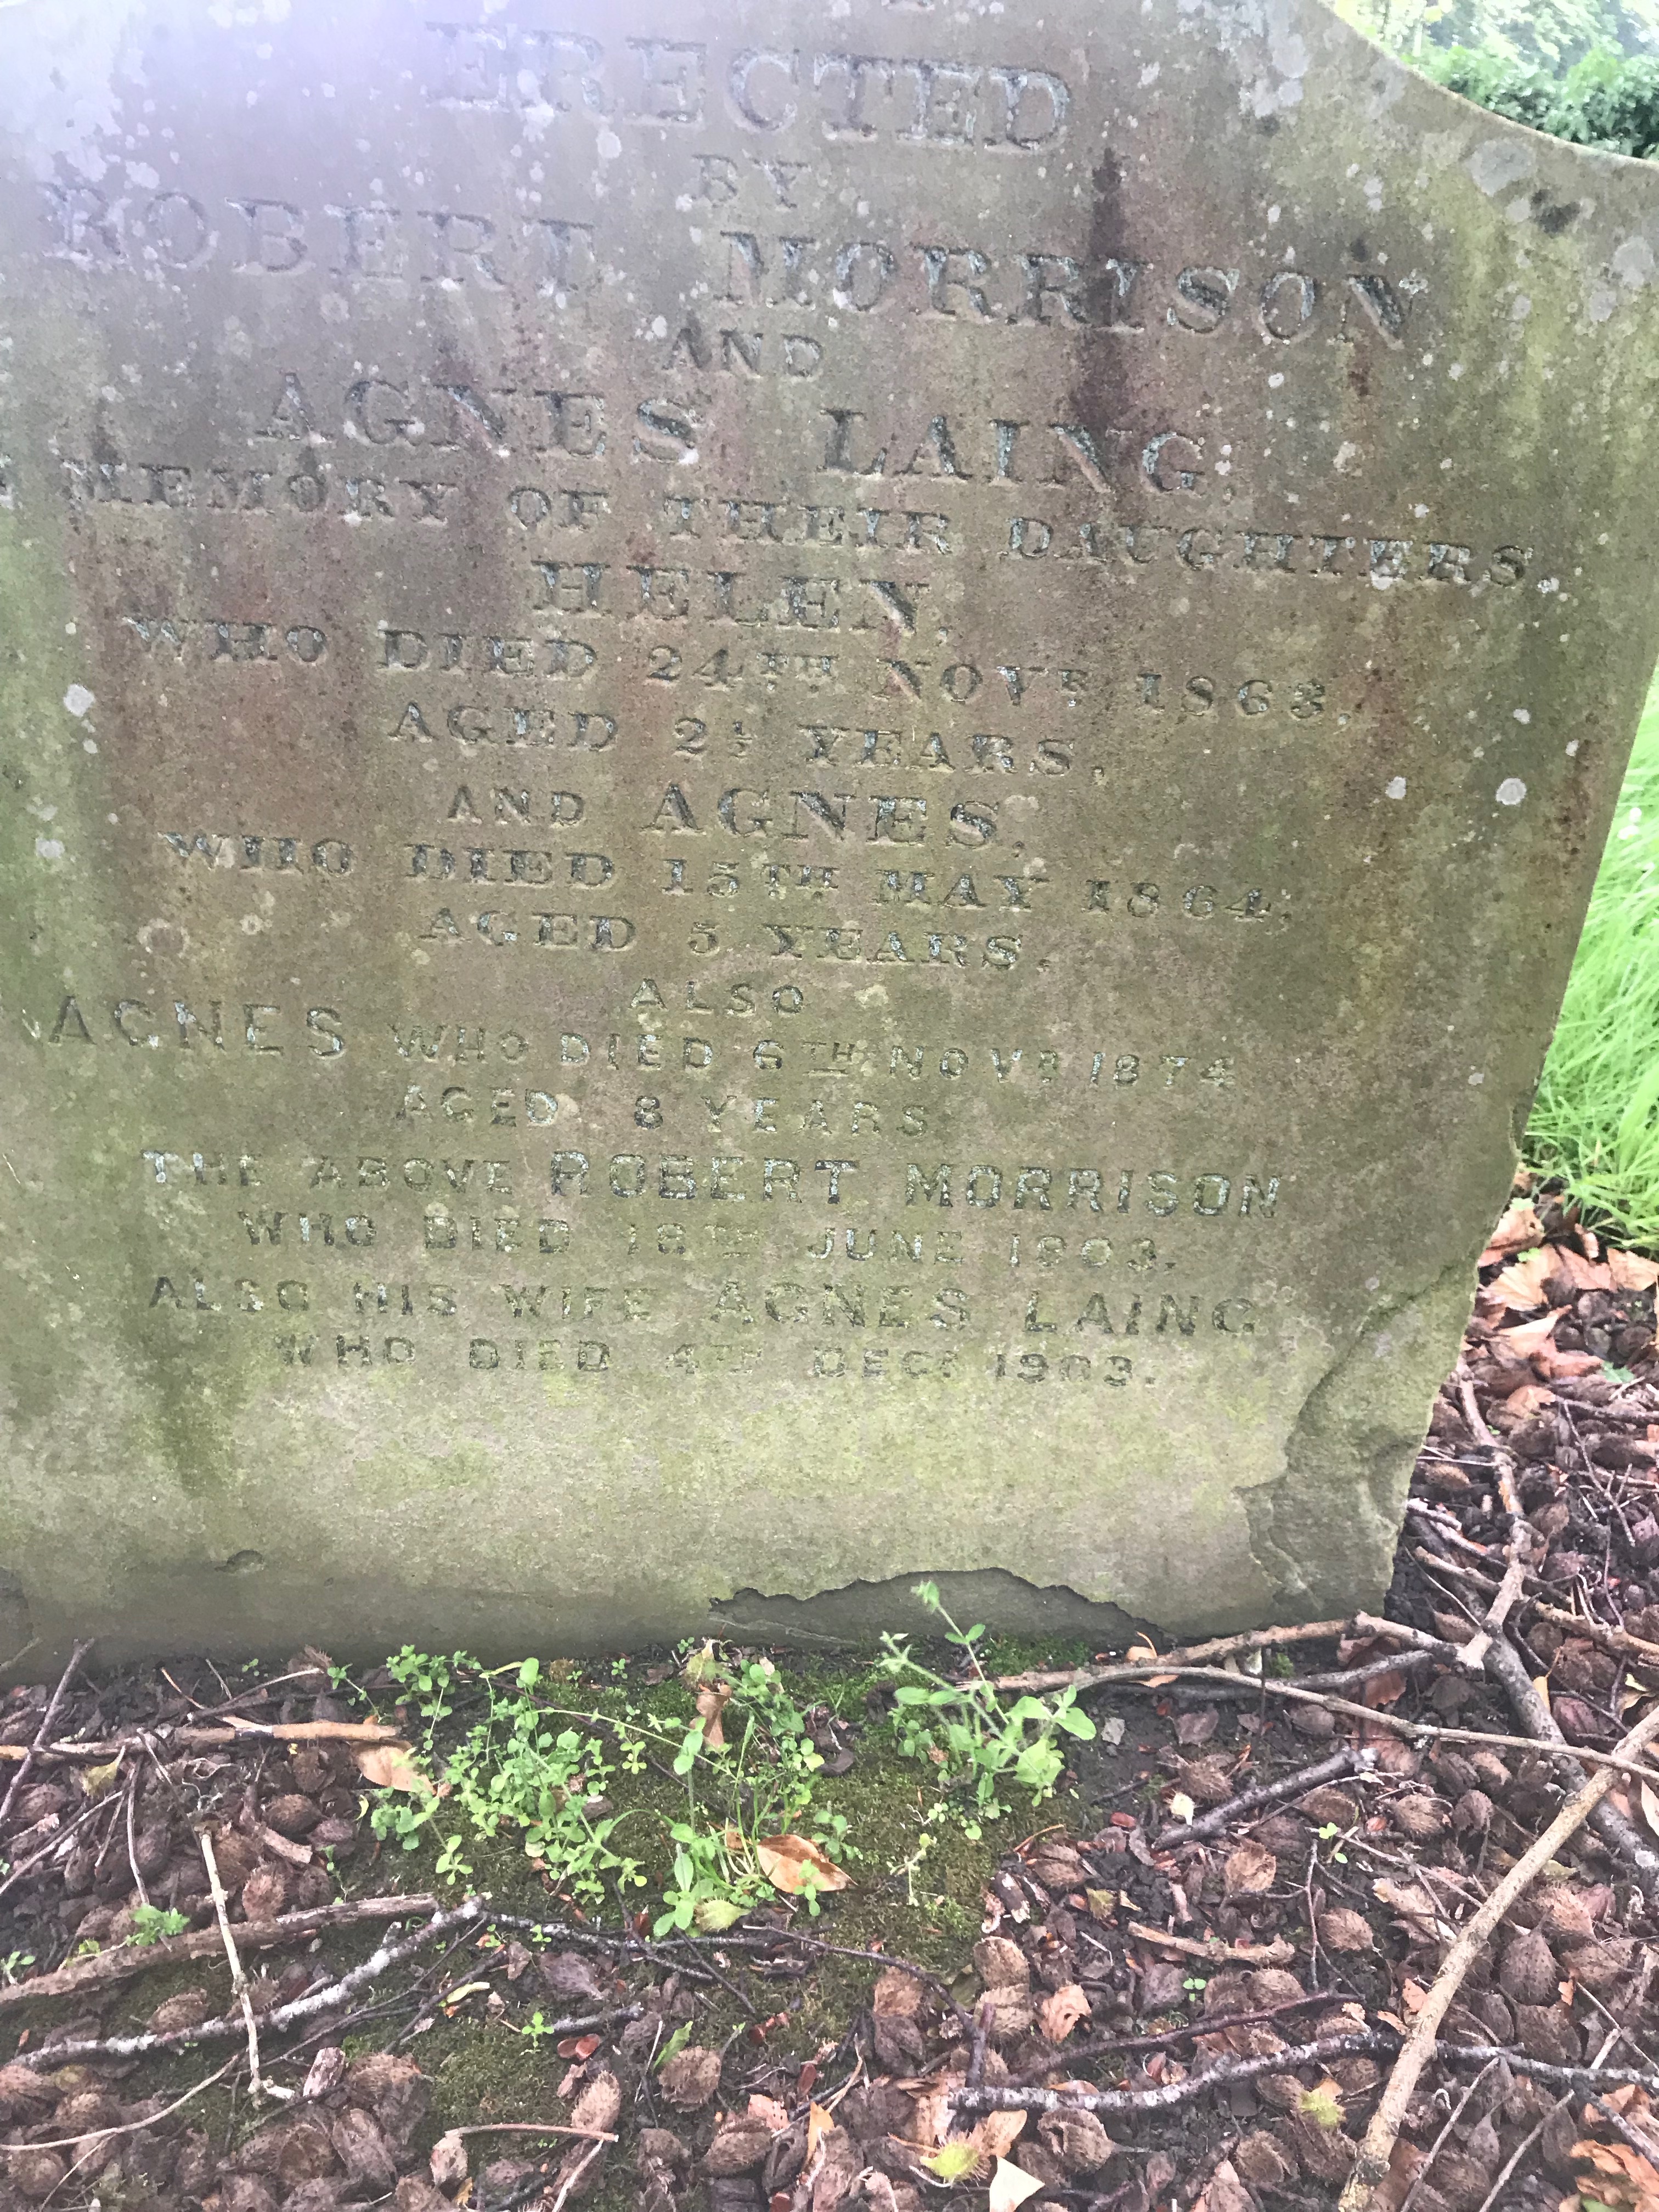 ERECTED
BY
ROBERT MORRISON
AND
AGNES LAING,
MEMORY OF THEIR DAUGHTERS,
HELEN,
WHO DIED 24TH NOVR 1863,
AGED 2½ YEARS,
AND AGNES,
WHO DIED 15TH MAY 1864,
AGED 5 YEARS.
ALSO
AGNES WHO DIED 6TH NOVR 1874
AGED 8 YEARS
THE ABOVE ROBERT MORRISON
WHO DIED 18TH JUNE 1903.
ALSO HIS WIFE AGNES LAING
WHO DIED 4TH DECR 1903.